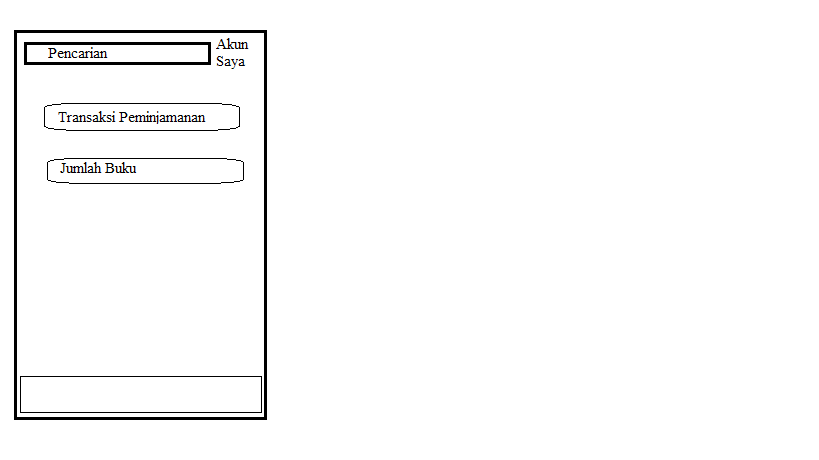 Pencarian
Akun
Saya
Transaksi Peminjamanan
Jumlah Buku